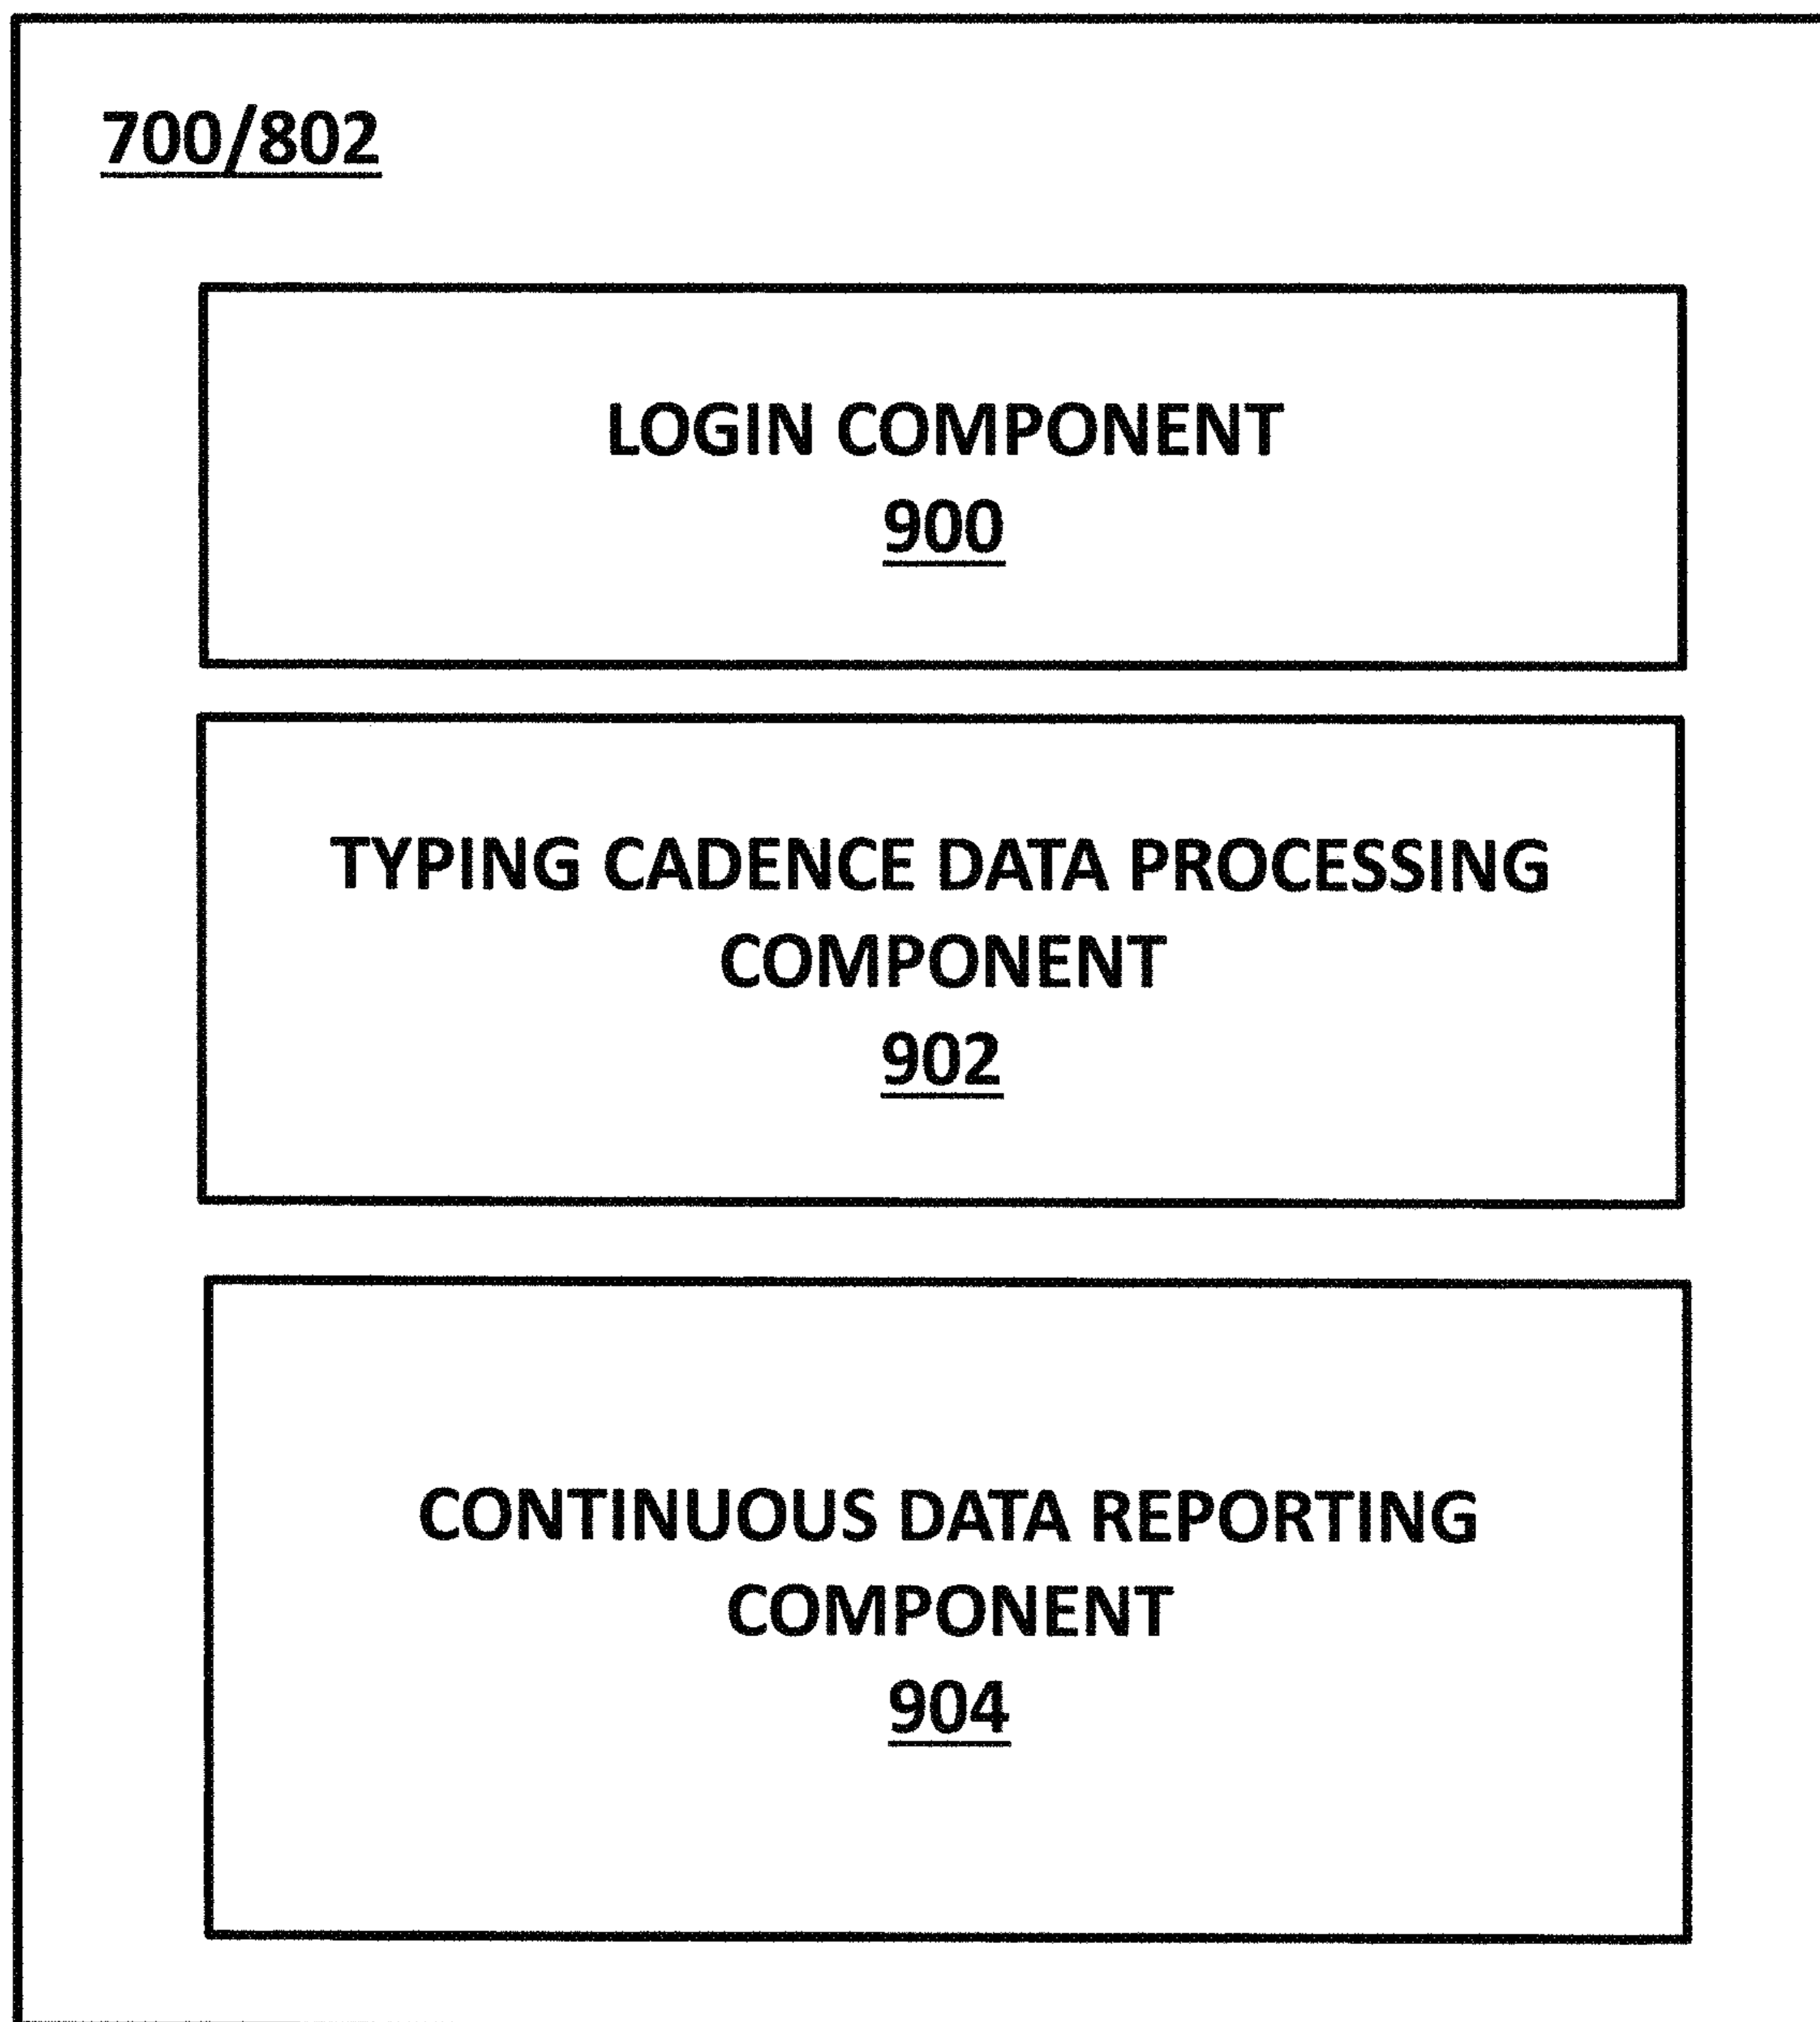 700/802
LOGIN COMPONENT
900
TYPING CADENCE DATA PROCESSING
COMPONENT
902
CONTINUOUS DATA REPORTING
COMPONENT
904